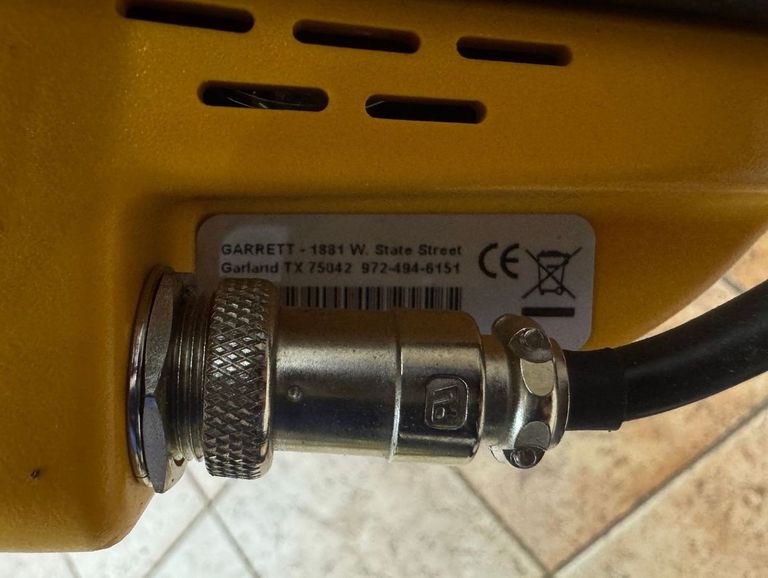 GARRETT - 1881 W. State Street
Garland TX 75042 972-494-6151
CE